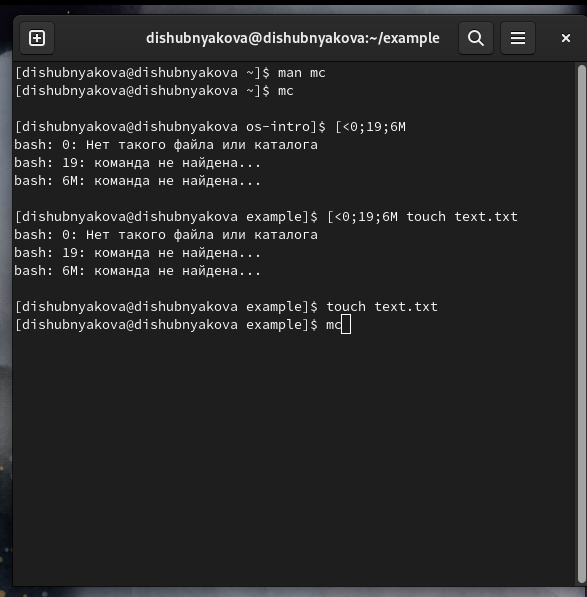 dishubnyakova@dishubnyakova:~/example
[dishubnyakova@dishubnyakova ~]$ man mc
[dishubnyakova@dishubnyakova ~]$ mc
[dishubnyakova@dishubnyakova os-intro]$ [<0;19;6M
bash: 0: Нет такого файла или каталога
bash: 19: команда не найдена...
bash: 6M: команда не найдена...
[dishubnyakova@dishubnyakova example]$ [<0;19;6M touch text.txt
bash: 0: Нет такого файла или каталога
bash: 19: команда не найдена...
bash: 6M: команда не найдена...
[dishubnyakova@dishubnyakova example]$ touch text.txt
[dishubnyakova@dishubnyakova example]$ mc